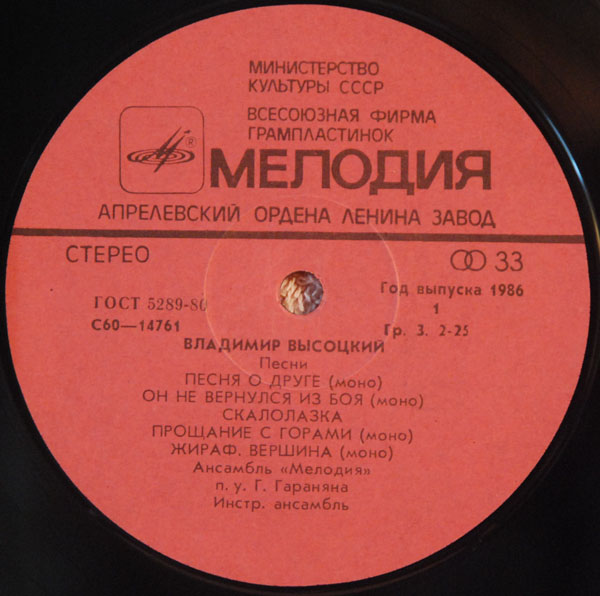 МИНИСТЕРСТВО
КУЛЬТУРЫ СССР
ВСЕСОЮЗНАЯ ФИРМА
ГРАМПЛАСТИНОК
®
МЕЛОДИЯ
АПРЕЛЕВСКИЙ ОРДЕНА ЛЕНИНА ЗАВОД
СТЕРЕО
33
ГОСТ 5289-80
Год выпуска 1986
С60—14761
1
Гр. 3. 2-25
ВЛАДИМИР ВЫСОЦКИЙ
Песни
ПЕСНЯ О ДРУГЕ (моно)
ОН НЕ ВЕРНУЛСЯ ИЗ БОЯ (моно)
СКАЛОЛАЗКА
ПРОЩАНИЕ С ГОРАМИ (моно)
ЖИРАФ. ВЕРШИНА (моно)
Ансамбль «Мелодия»
п. у. Г. Гараняна
Инстр. ансамбль